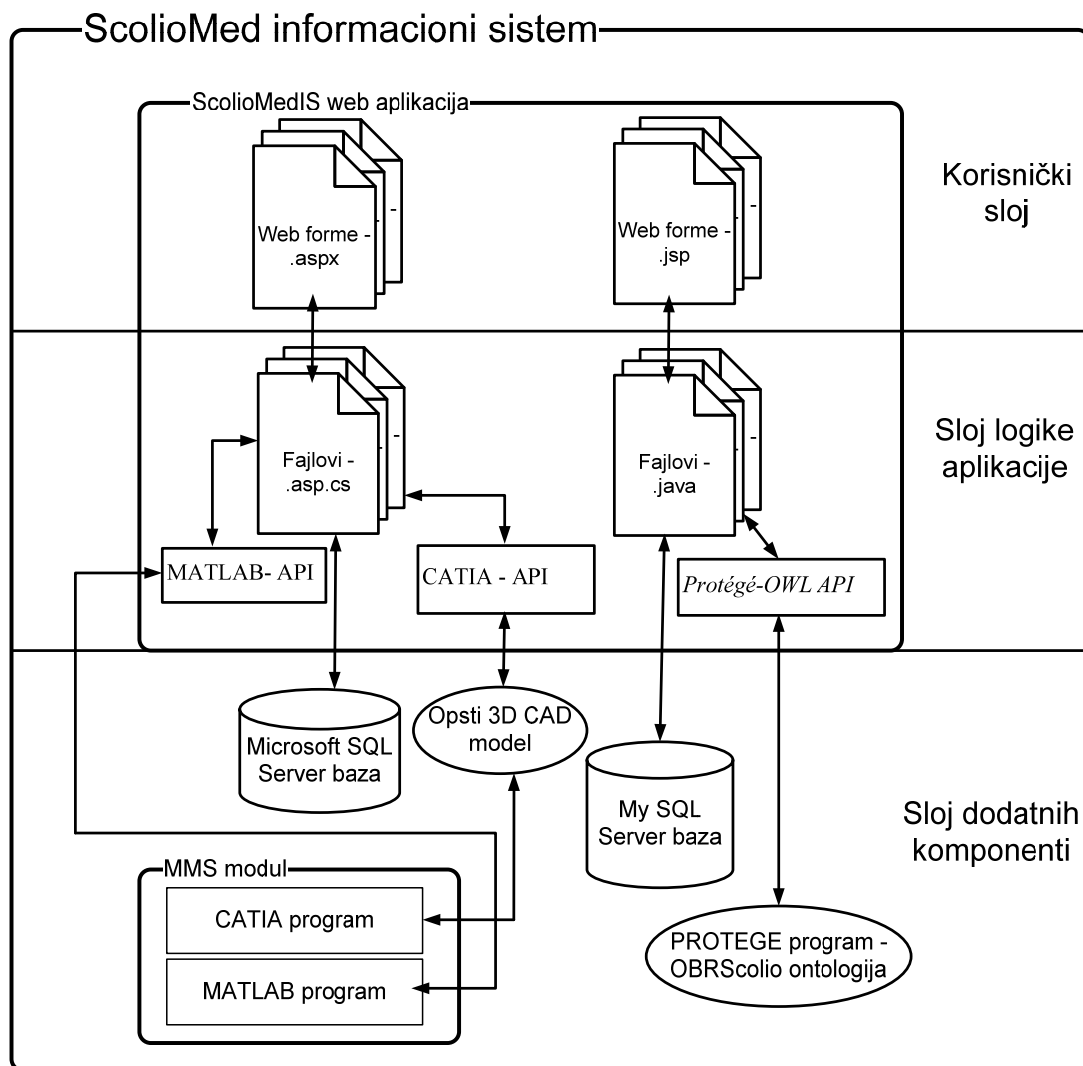 ScolioMed informacioni sistem
ScolioMedIS web aplikacija
Web forme -
.aspx
Web forme -
.jsp
Korisnički
sloj
Fajlovi -
.asp.cs
Fajlovi -
.java
Sloj logike
aplikacije
MATLAB- API
CATIA - API
Protégé-OWL API
Microsoft SQL
Server baza
Opsti 3D CAD
model
My SQL
Server baza
Sloj dodatnih
komponenti
MMS modul
CATIA program
MATLAB program
PROTEGE program -
OBRScolio ontologija